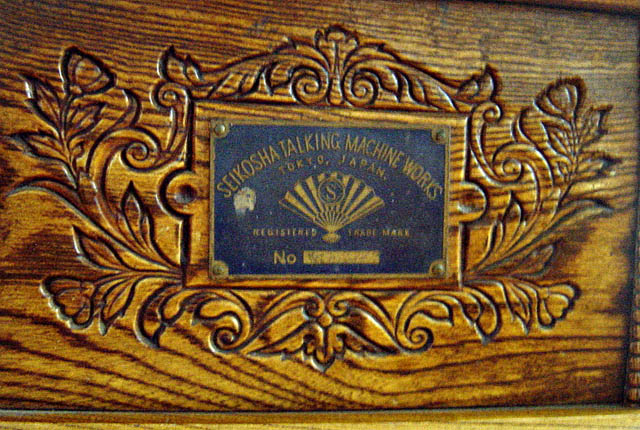 SEIKOSHA TALKING MACHINE WORKS
TOKYO, JAPAN.
S
REGISTERED TRADE MARK
No